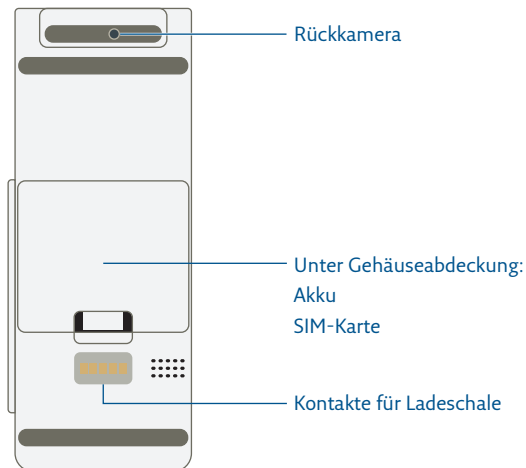 Rückkamera
Unter Gehäuseabdeckung:
Akku
SIM-Karte
Kontakte für Ladeschale